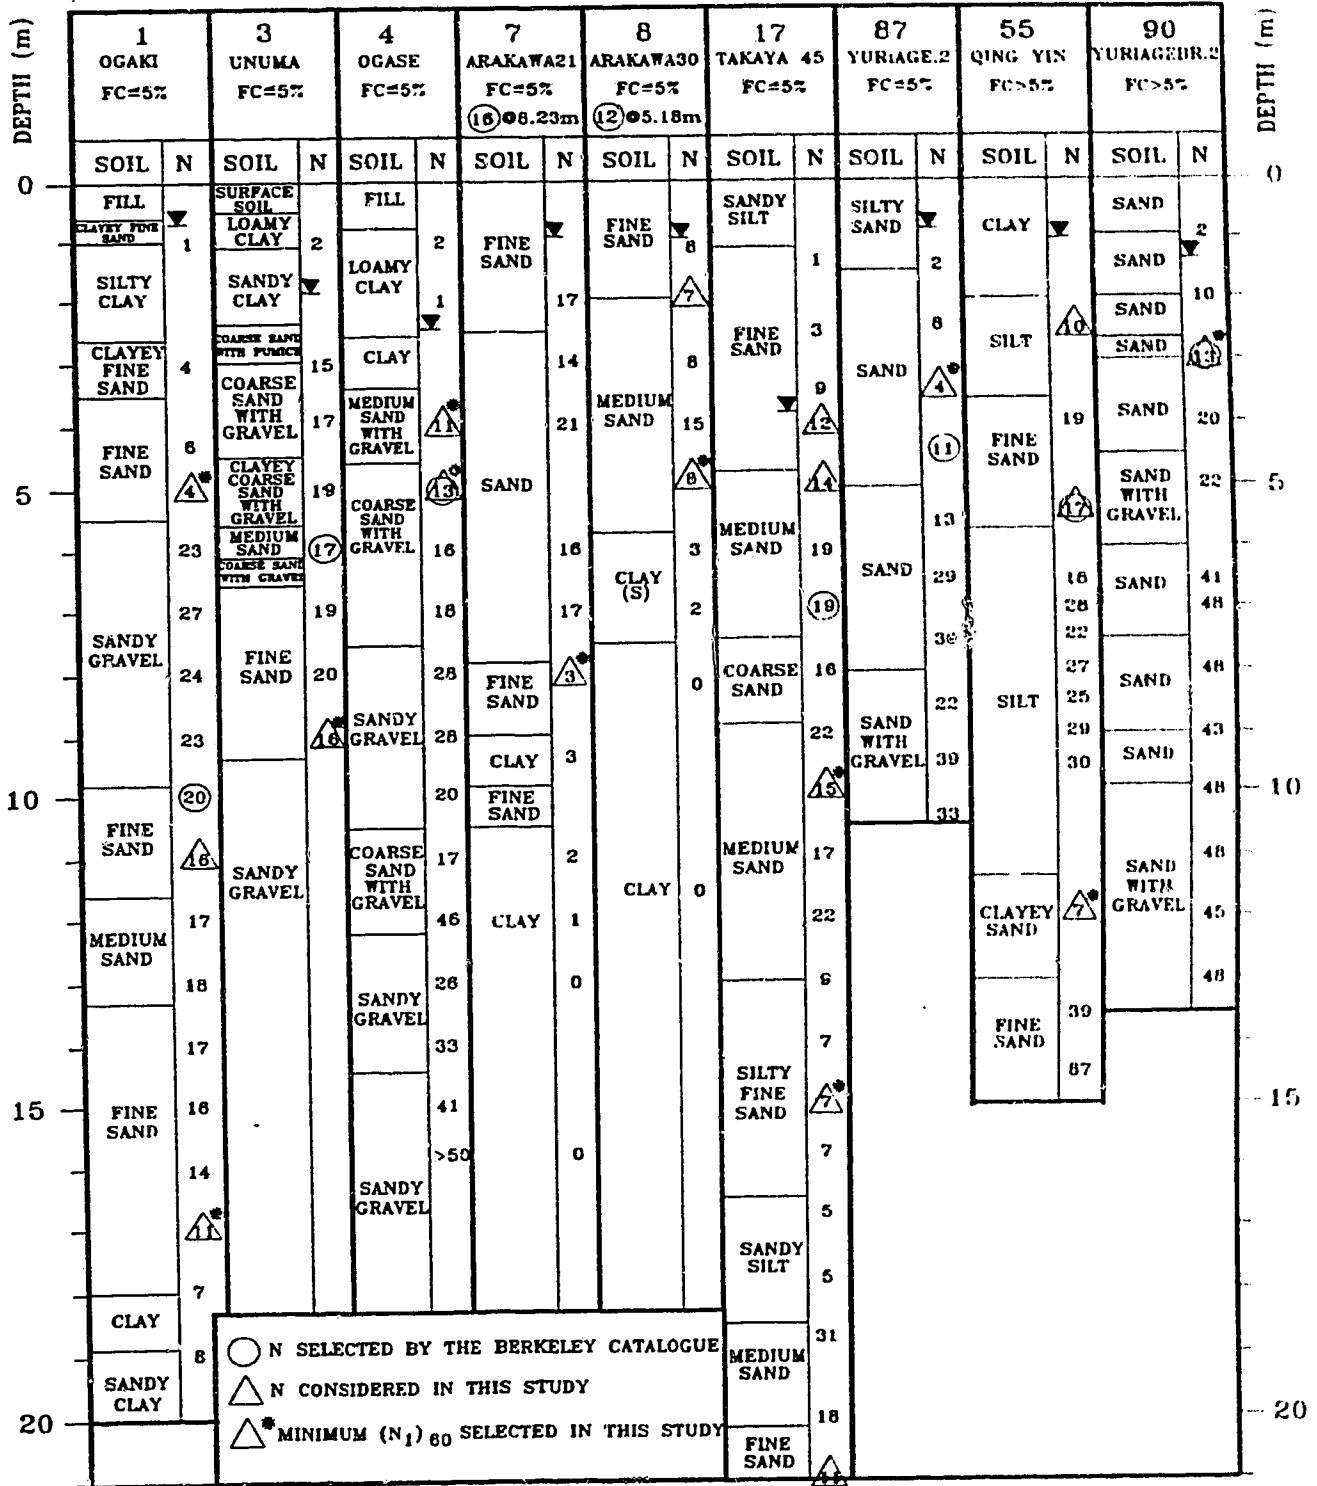 DEPTH (m)
1
OGAKI
FC≤5%
3
UNUMA
FC≤5%
4
OGASE
FC≤5%
7
ARAKAWA21
FC≤5%
16 @8.23m
8
ARAKAWA30
FC≤5%
12 @5.18m
17
TAKAYA 45
FC≤5%
87
YURIAGE.2
FC≤5%
55
QING YIN
FC>5%
90
YURIAGEBR.2
FC>5%
DEPTH (m)
SOIL N SOIL N SOIL N SOIL N SOIL N SOIL N SOIL N SOIL N SOIL N
0
5
10
15
20
FILL
CLAYEY FINE
SAND
1
SILTY
CLAY
CLAYEY
FINE
SAND
4
FINE
SAND
6
4*
SANDY
GRAVEL
23
27
24
23
20
FINE
SAND
16
MEDIUM
SAND
17
18
FINE
SAND
17
16
14
11*
7
CLAY
8
SANDY
CLAY
SURFACE
SOIL
LOAMY
CLAY
2
SANDY
CLAY
COARSE SAND
WITH PUMICE
15
COARSE
SAND
WITH
GRAVEL
17
CLAYEY
COARSE
SAND
WITH
GRAVEL
19
MEDIUM
SAND
17
COARSE SAND
WITH GRAVEL
19
FINE
SAND
20
16*
SANDY
GRAVEL
FILL
2
LOAMY
CLAY
1
CLAY
MEDIUM
SAND
WITH
GRAVEL
11*
13*
COARSE
SAND
WITH
GRAVEL
16
18
28
SANDY
GRAVEL
28
20
COARSE
SAND
WITH
GRAVEL
17
46
SANDY
GRAVEL
26
33
41
>50
SANDY
GRAVEL
FINE
SAND
17
14
21
SAND
16
17
3*
FINE
SAND
CLAY
3
FINE
SAND
2
CLAY
1
0
0
FINE
SAND
6
7
8
MEDIUM
SAND
15
8*
3
CLAY
(S)
2
0
CLAY
0
SANDY
SILT
1
FINE
SAND
3
9
12
14
MEDIUM
SAND
19
19
COARSE
SAND
16
22
15*
MEDIUM
SAND
17
22
9
7
SILTY
FINE
SAND
7*
7
5
SANDY
SILT
5
MEDIUM
SAND
31
18
FINE
SAND
11
SILTY
SAND
2
8
SAND
4*
11
13
SAND
29
36
22
SAND
WITH
GRAVEL
39
33
CLAY
10
SILT
19
FINE
SAND
17
18
28
22
27
SILT
25
29
30
CLAYEY
SAND
7*
FINE
SAND
39
87
SAND
2
SAND
10
SAND
SAND
13*
SAND
20
SAND
WITH
GRAVEL
22
SAND
41
48
SAND
48
43
SAND
48
SAND
WITH
GRAVEL
48
45
48
0
5
10
15
20
N SELECTED BY THE BERKELEY CATALOGUE
N CONSIDERED IN THIS STUDY
* MINIMUM (N1)60 SELECTED IN THIS STUDY